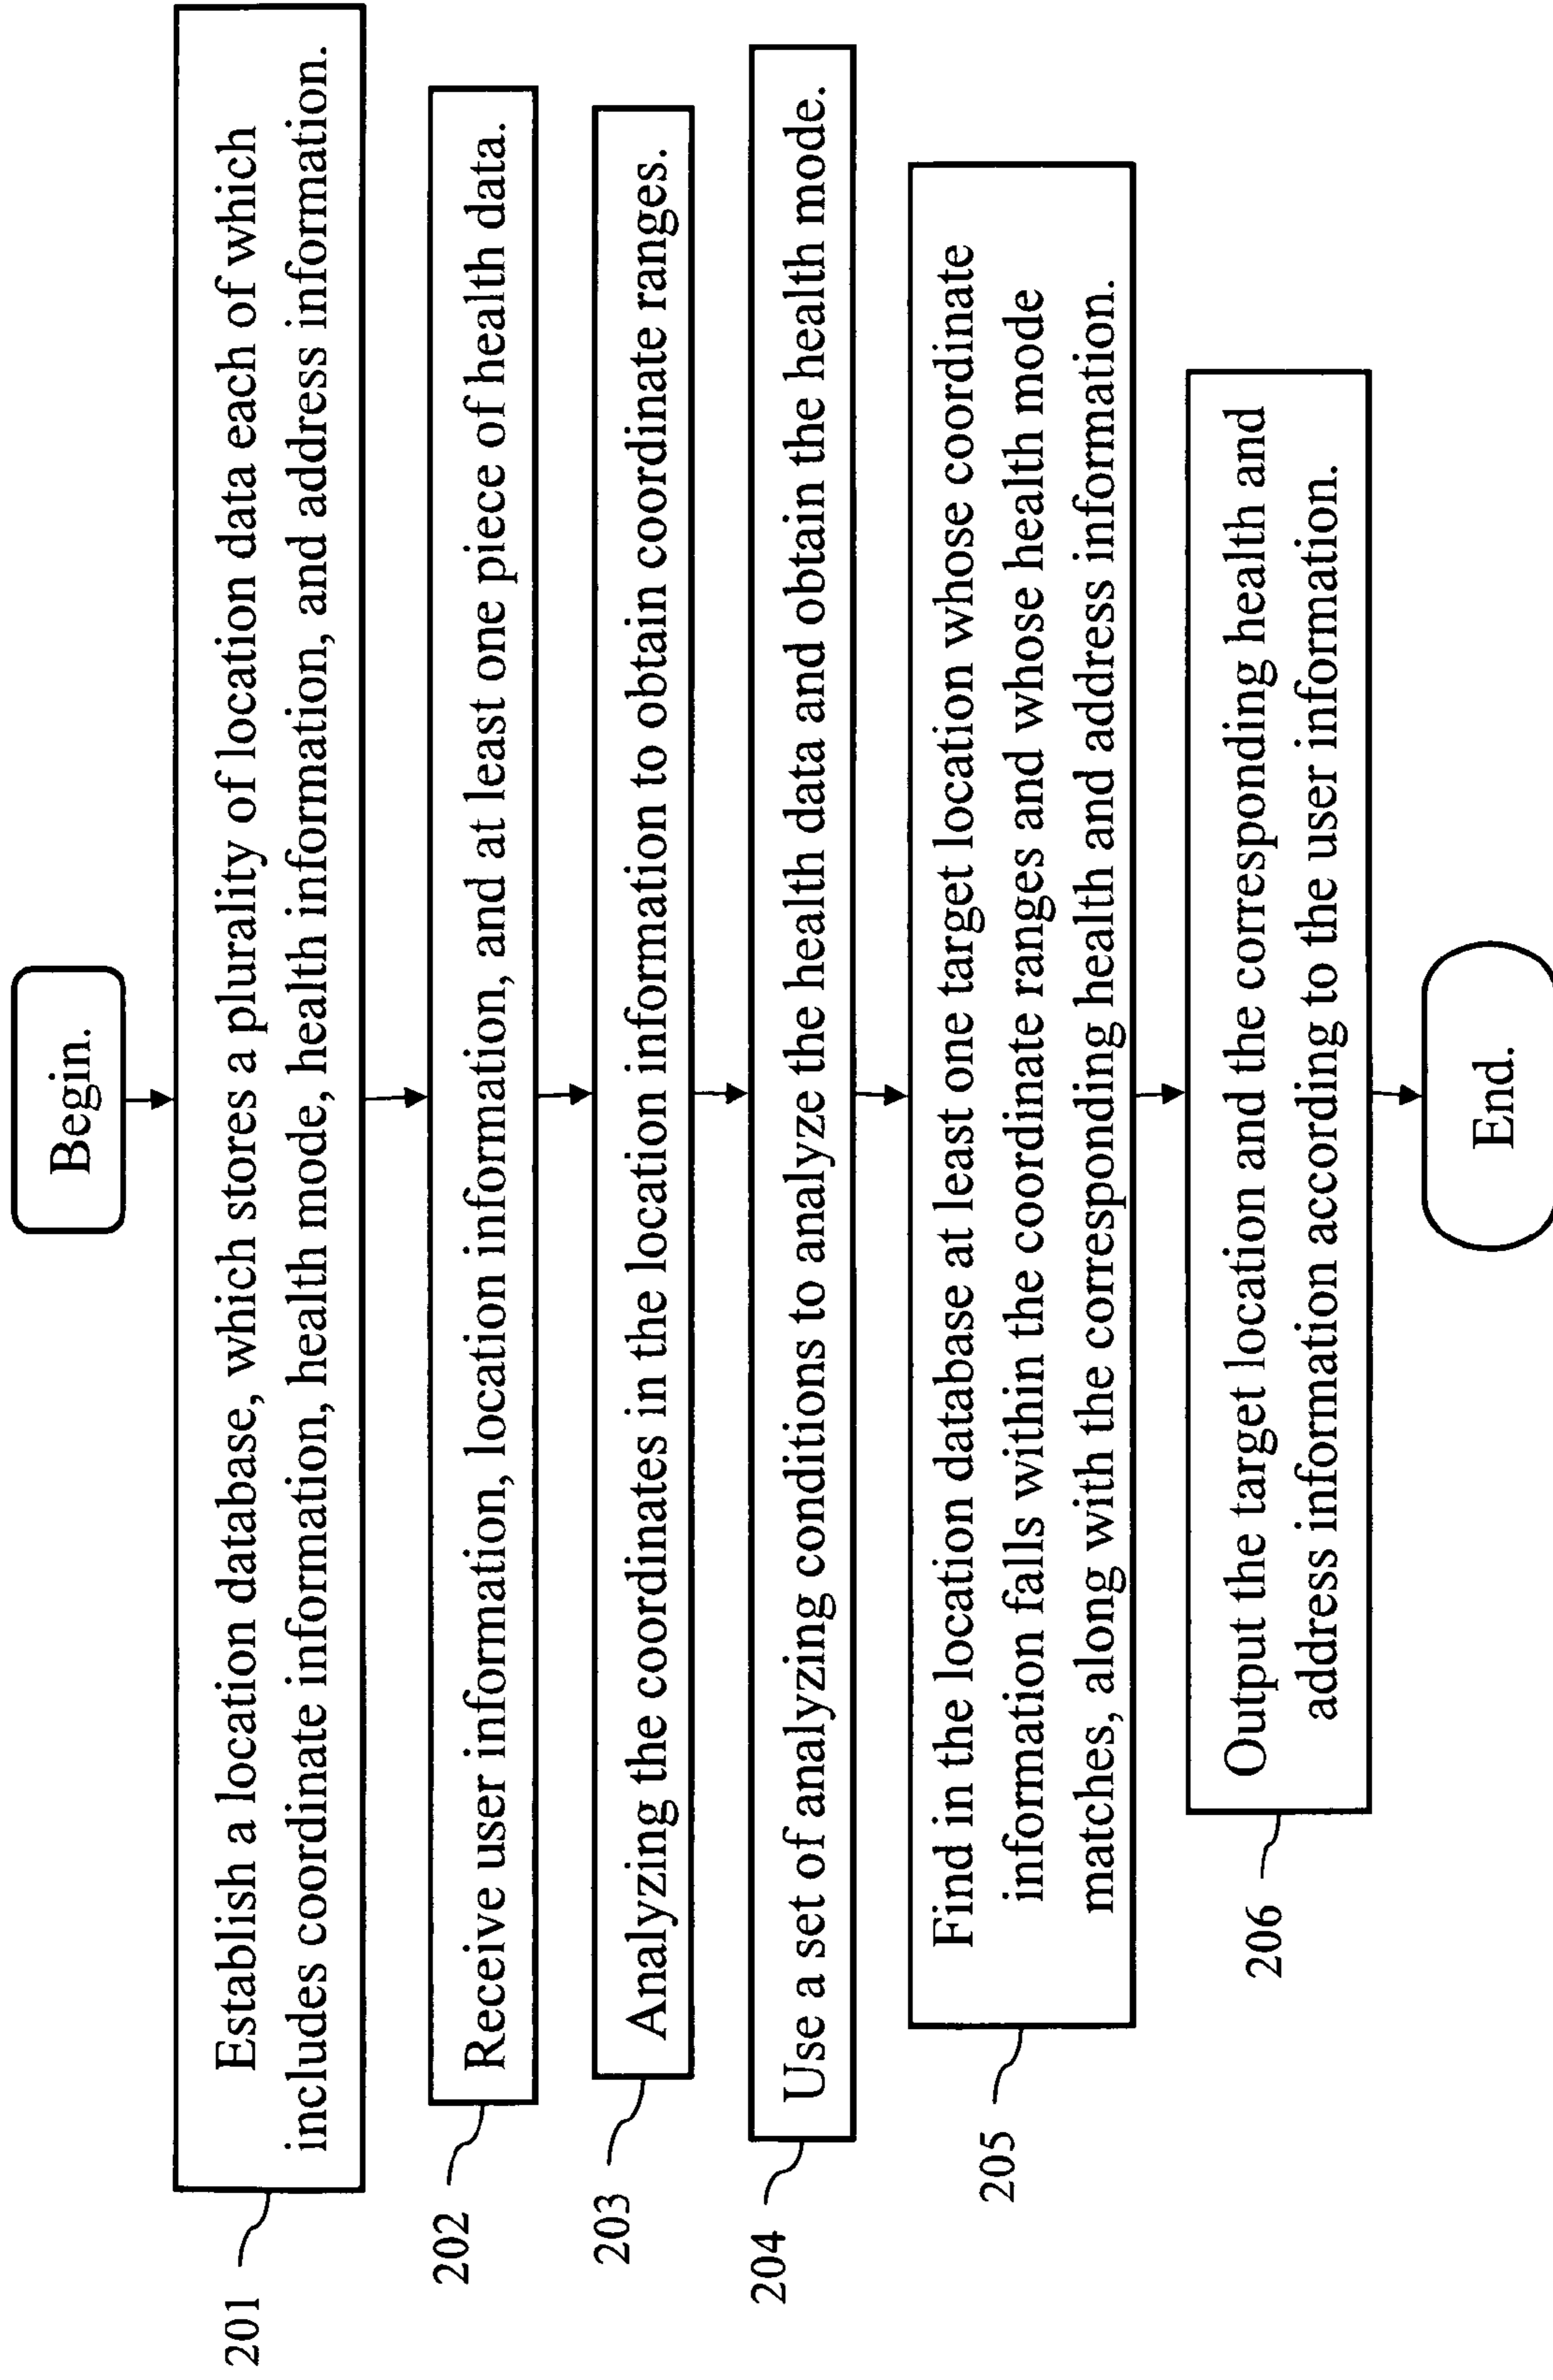 Begin.
201
Establish a location database, which stores a plurality of location data each of which
includes coordinate information, health mode, health information, and address information.
202
Receive user information, location information, and at least one piece of health data.
203
Analyzing the coordinates in the location information to obtain coordinate ranges.
204
Use a set of analyzing conditions to analyze the health data and obtain the health mode.
205
Find in the location database at least one target location whose coordinate
information falls within the coordinate ranges and whose health mode
matches, along with the corresponding health and address information.
206
Output the target location and the corresponding health and
address information according to the user information.
End.